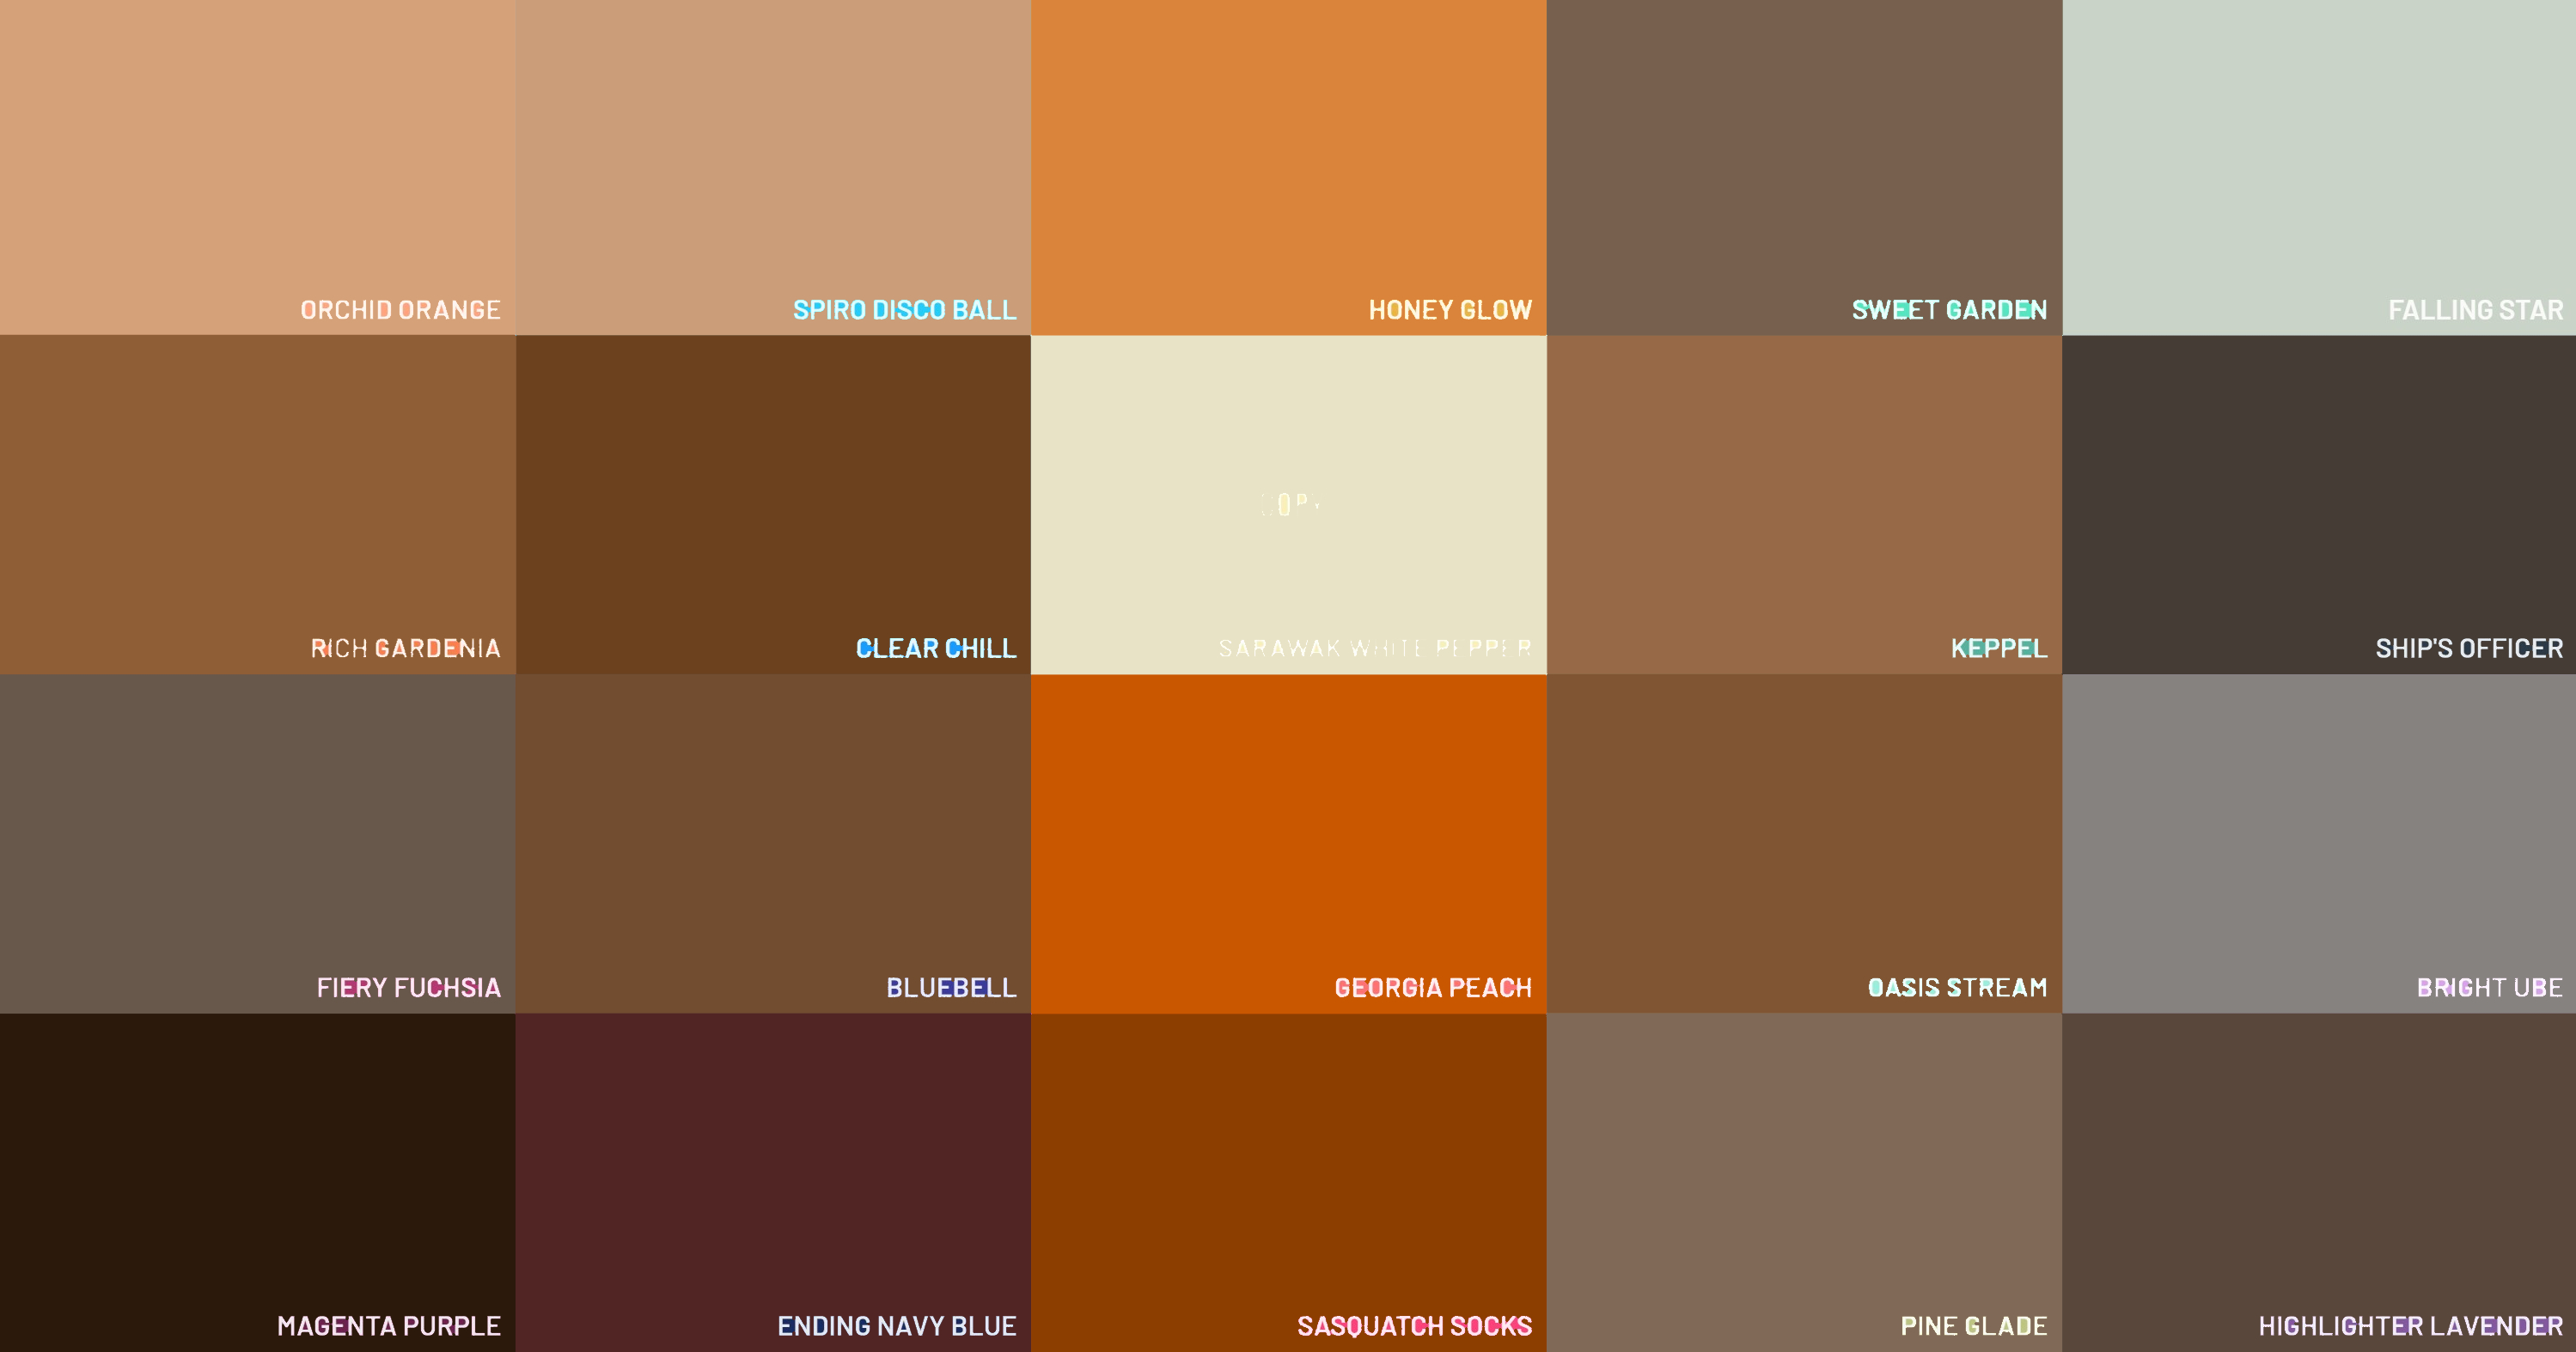 ORCHID ORANGE
SPIRO DISCO BALL
HONEY GLOW
SWEET GARDEN
FALLING STAR
RICH GARDENIA
CLEAR CHILL
SARAWAK WHITE PEPPER
KEPPEL
SHIP'S OFFICER
FIERY FUCHSIA
BLUEBELL
GEORGIA PEACH
OASIS STREAM
BRIGHT UBE
MAGENTA PURPLE
ENDING NAVY BLUE
SASQUATCH SOCKS
PINE GLADE
HIGHLIGHTER LAVENDER